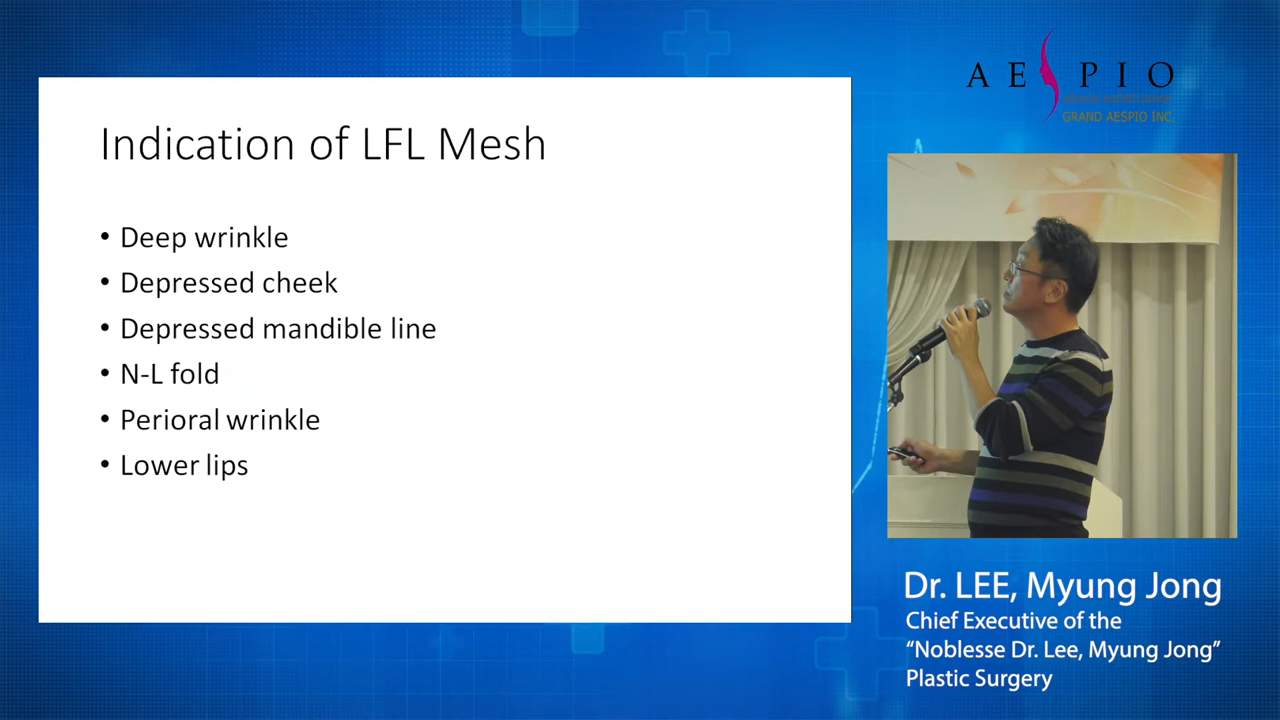 Indication of LFL Mesh
• Deep wrinkle
• Depressed cheek
• Depressed mandible line
• N-L fold
• Perioral wrinkle
• Lower lips
AESPIO
GRAND AESPIO INC.
Dr. LEE, Myung Jong
Chief Executive of the
“Noblesse Dr. Lee, Myung Jong”
Plastic Surgery